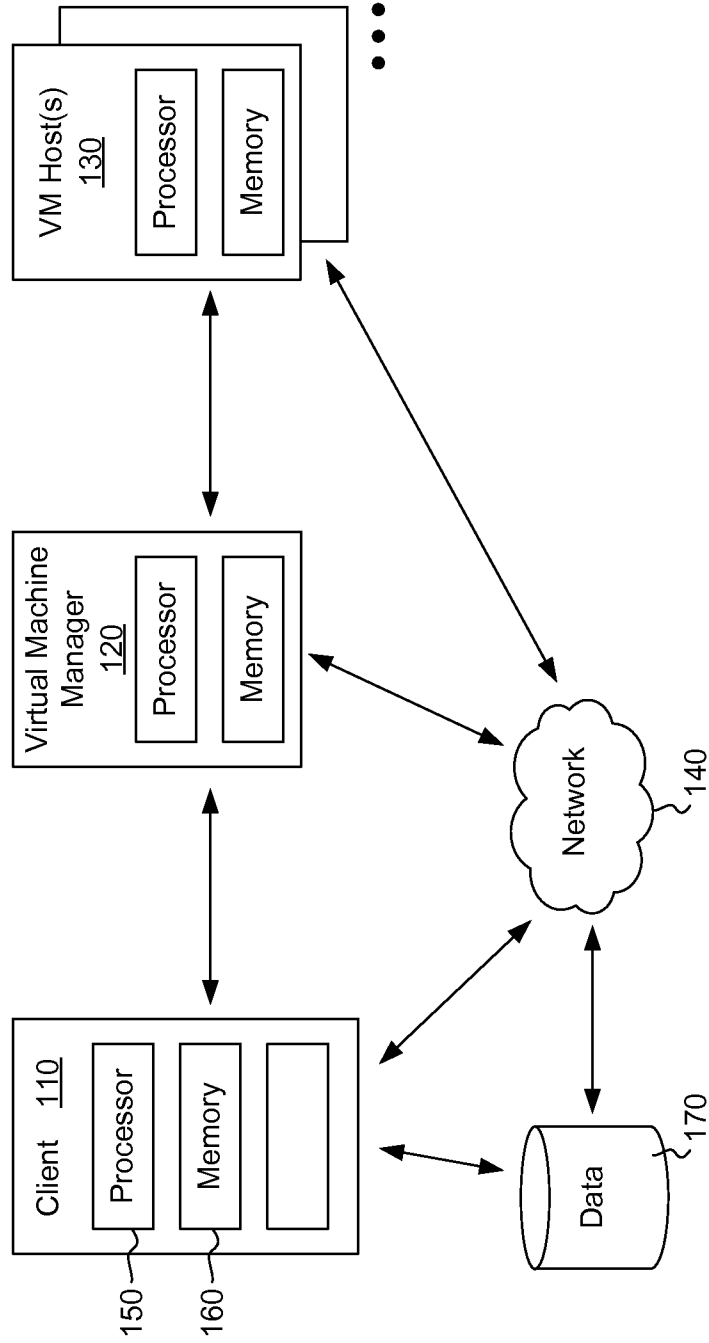 Client 110
Processor
Memory
150
160
Virtual Machine
Manager
120
Processor
Memory
VM Host(s)
130
Processor
Memory
Data
170
Network
140